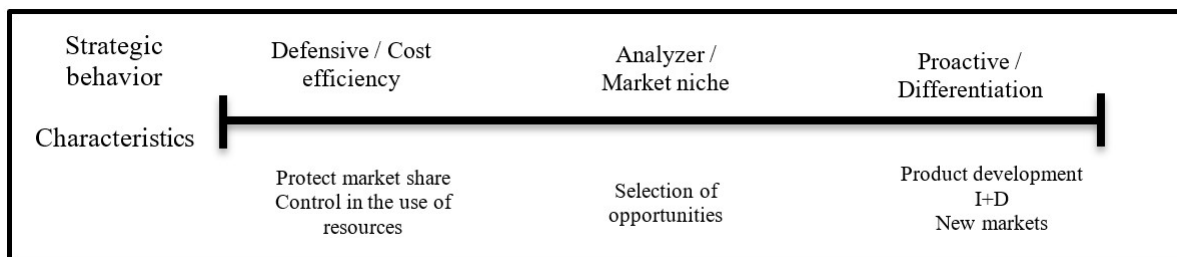 Strategic
behavior
Defensive / Cost
efficiency
Analyzer /
Market niche
Proactive /
Differentiation
Characteristics
Protect market share
Control in the use of
resources
Selection of
opportunities
Product development
I+D
New markets